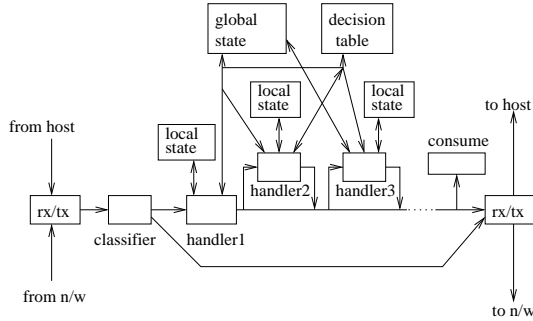 global
state
decision
table
local
state
local
state
to host
from host
local
state
consume
handler2
handler3
rx/tx
rx/tx
classifier
handler1
from n/w
to n/w